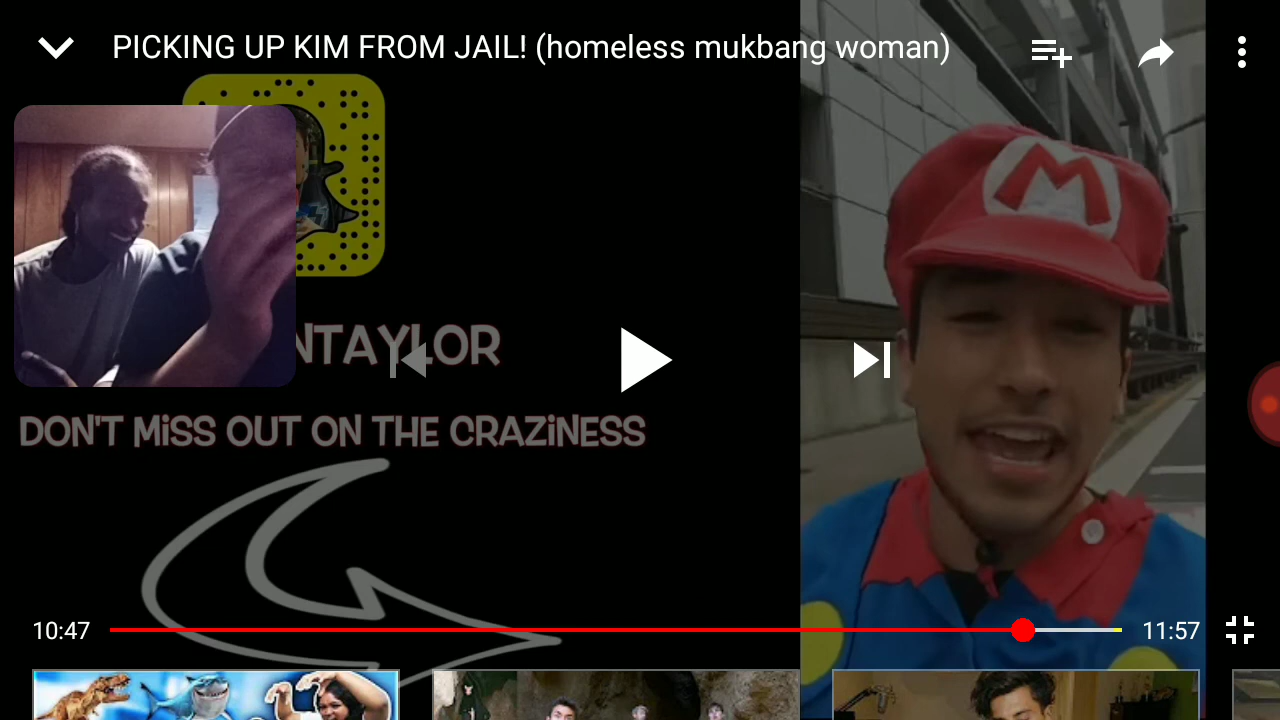 PICKING UP KIM FROM JAIL! (homeless mukbang woman)
M
NTAYLOR
DON'T MiSS OUT ON THE CRAZiNESS
10:47
11:57